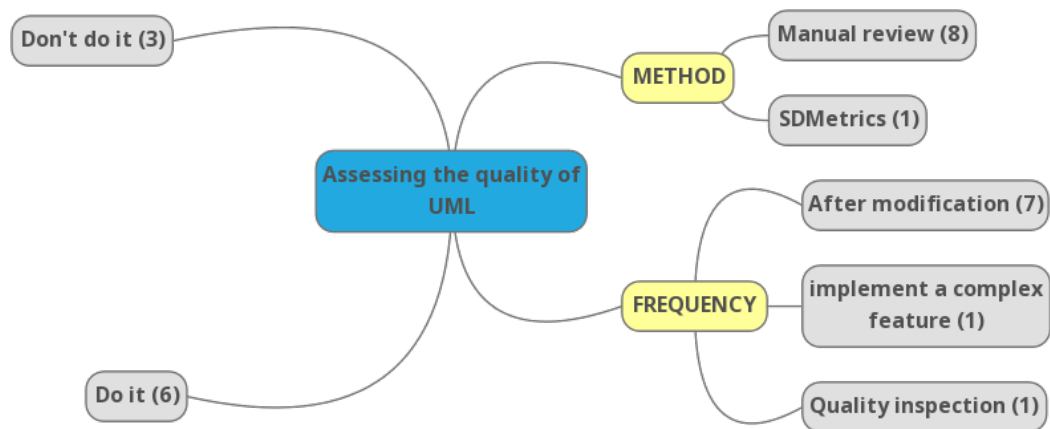 Don't do it (3)
Manual review (8)
METHOD
SDMetrics (1)
Assessing the quality of
UML
After modification (7)
implement a complex
feature (1)
FREQUENCY
Do it (6)
Quality inspection (1)